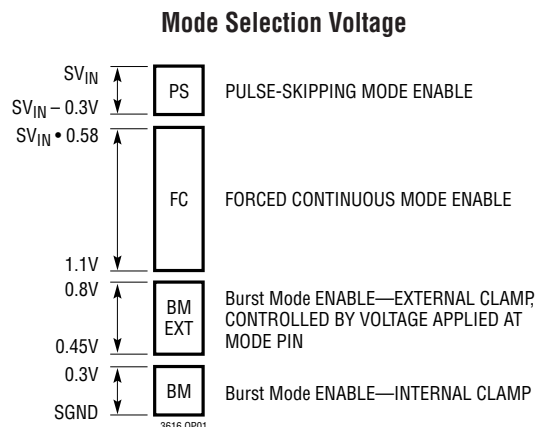 Mode Selection Voltage
SVIN
SVIN – 0.3V
PS
PULSE-SKIPPING MODE ENABLE
SVIN • 0.58
1.1V
FC
FORCED CONTINUOUS MODE ENABLE
0.8V
0.45V
BM
EXT
Burst Mode ENABLE—EXTERNAL CLAMP,
CONTROLLED BY VOLTAGE APPLIED AT
MODE PIN
0.3V
SGND
BM
Burst Mode ENABLE—INTERNAL CLAMP
3616 OP01